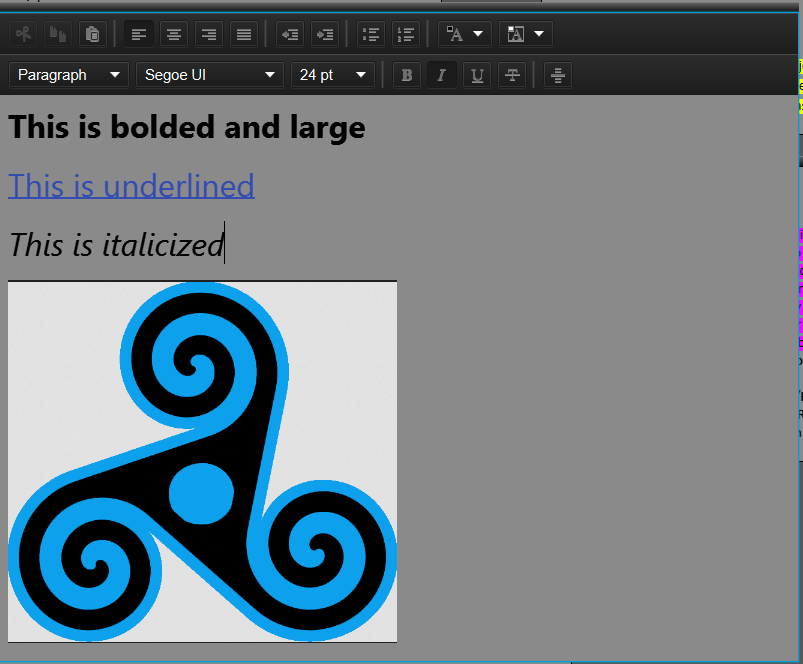 Paragraph Segoe UI 24 pt B I U T
This is bolded and large
This is underlined
This is italicized